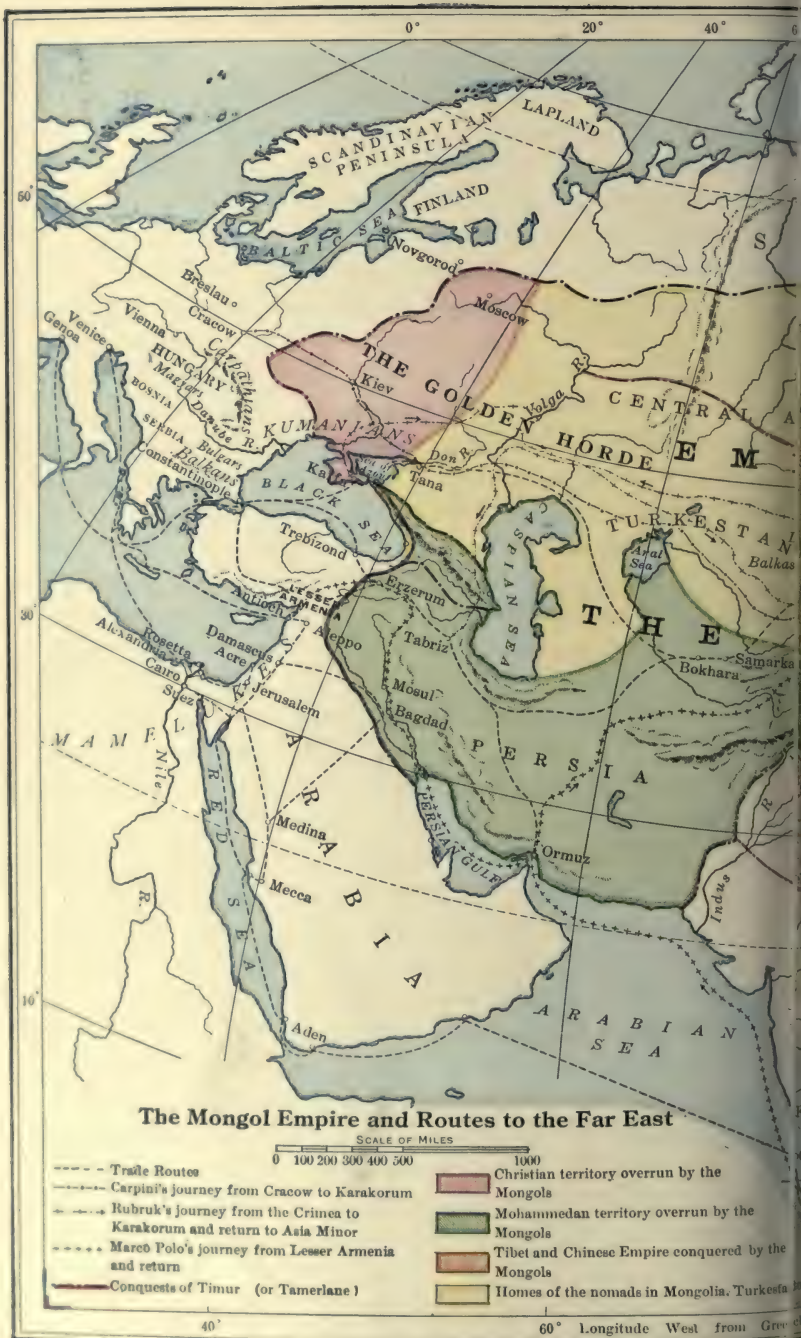 0°
20°
40°
60°
SCANDINAVIAN
PENINSULA
LAPLAND
FINLAND
BALTIC SEA
Novgorod
S
Breslau
Cracow
Moscow
Vienna
Venice
Genoa
HUNGARY
Magyars
Carpathians
BOSNIA
Danube R.
SERBIA
Bulgars
Balkans
Constantinople
THE GOLDEN HORDE
Kiev
KUMANIANS
Volga R.
CENTRAL A
EM
Don R.
Tana
BLACK SEA
TURKESTAN
Aral
Sea
Balkas
CASPIAN SEA
Trebizond
LESSER
ARMENIA
Erzerum
THE
Antioch
Aleppo
Tabriz
Samarka
Bokhara
30°
Rosetta
Alexandria
Damascus
Acre
Cairo
Suez
Jerusalem
Mosul
Bagdad
MAMELUKES
Nile
R.
PERSIA
ARABIA
RED SEA
Medina
Mecca
PERSIAN GULF
Ormuz
Indus
R
10°
Aden
ARABIAN
SEA
The Mongol Empire and Routes to the Far East
SCALE OF MILES
0 100 200 300 400 500 1000
Trade Routes
Carpini's journey from Cracow to Karakorum
Rubruk's journey from the Crimea to
Karakorum and return to Asia Minor
Marco Polo's journey from Lesser Armenia
and return
Conquests of Timur (or Tamerlane)
Christian territory overrun by the
Mongols
Mohammedan territory overrun by the
Mongols
Tibet and Chinese Empire conquered by the
Mongols
Homes of the nomads in Mongolia, Turkesta
40°
60° Longitude West from Gree